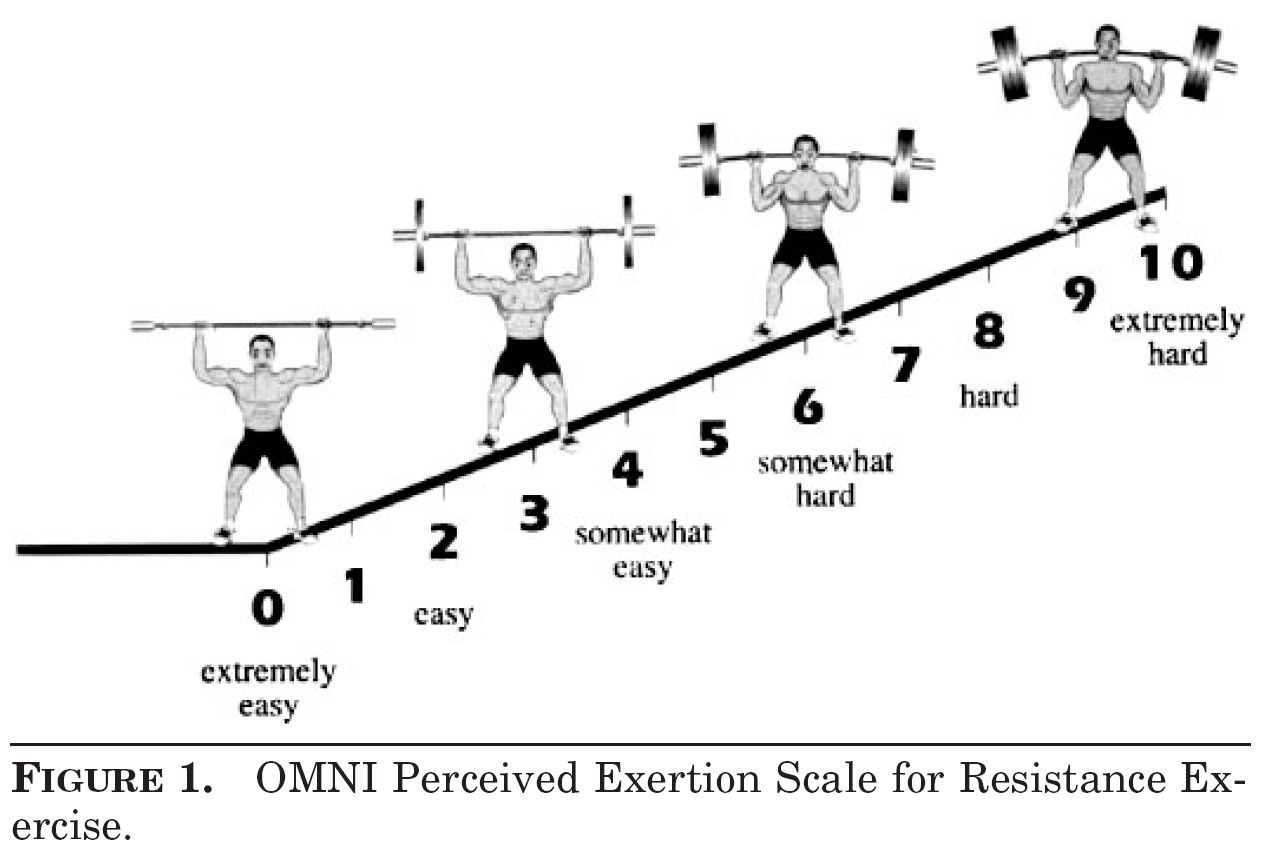 0
extremely
easy
1
2
easy
3
4
somewhat
easy
5
6
somewhat
hard
7
8
hard
9
10
extremely
hard
FIGURE 1. OMNI Perceived Exertion Scale for Resistance Ex-
ercise.